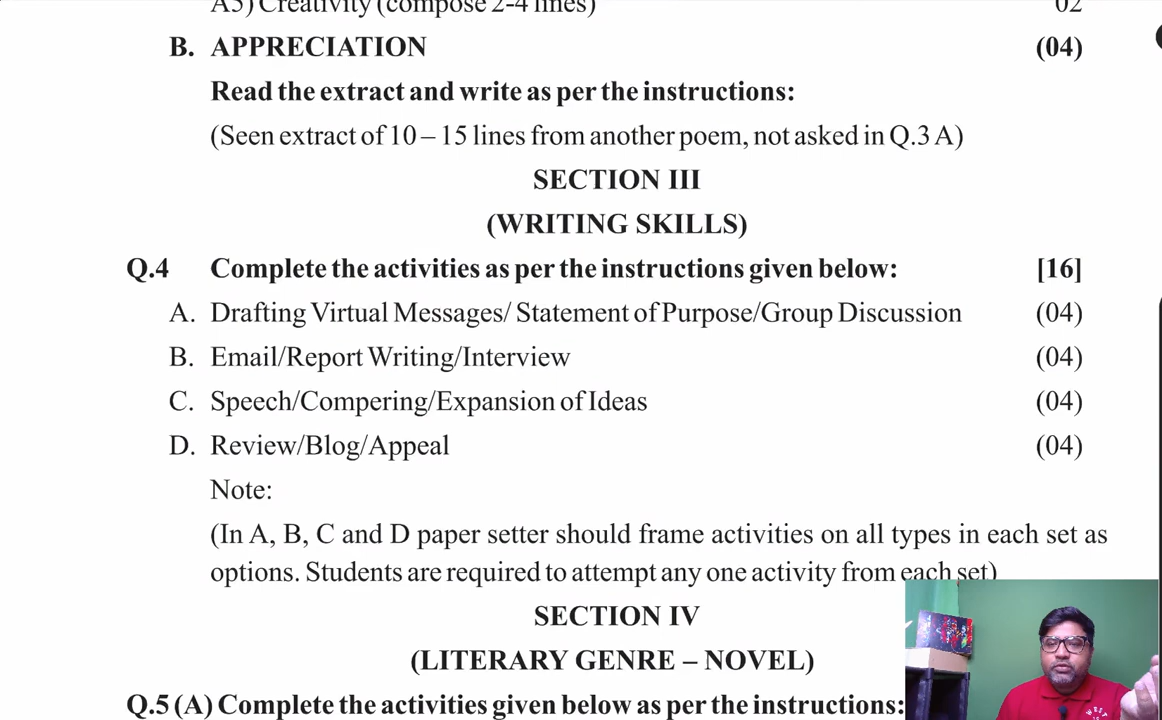 A5) Creativity (compose 2-4 lines) 02
B. APPRECIATION (04)
Read the extract and write as per the instructions:
(Seen extract of 10 – 15 lines from another poem, not asked in Q.3 A)
SECTION III
(WRITING SKILLS)
Q.4 Complete the activities as per the instructions given below: [16]
A. Drafting Virtual Messages/ Statement of Purpose/Group Discussion (04)
B. Email/Report Writing/Interview (04)
C. Speech/Compering/Expansion of Ideas (04)
D. Review/Blog/Appeal (04)
Note:
(In A, B, C and D paper setter should frame activities on all types in each set as
options. Students are required to attempt any one activity from each set)
SECTION IV
(LITERARY GENRE – NOVEL)
Q.5 (A) Complete the activities given below as per the instructions: